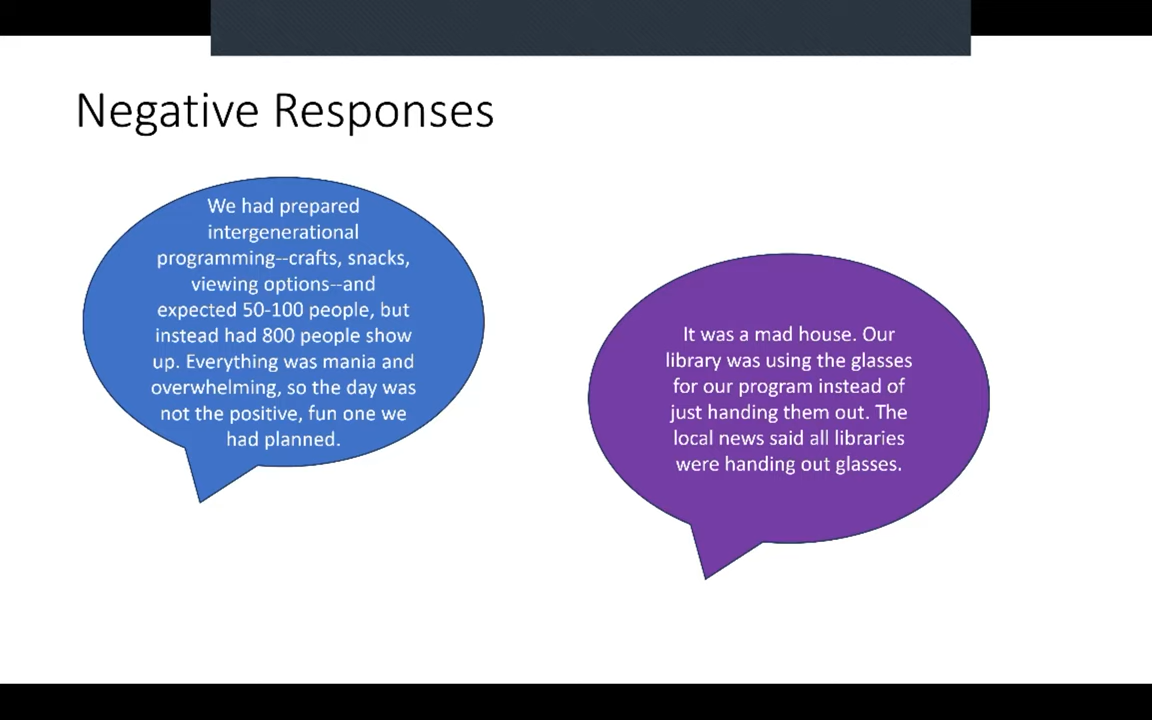 Negative Responses
We had prepared
intergenerational
programming--crafts, snacks,
viewing options--and
expected 50-100 people, but
instead had 800 people show
up. Everything was mania and
overwhelming, so the day was
not the positive, fun one we
had planned.
It was a mad house. Our
library was using the glasses
for our program instead of
just handing them out. The
local news said all libraries
were handing out glasses.